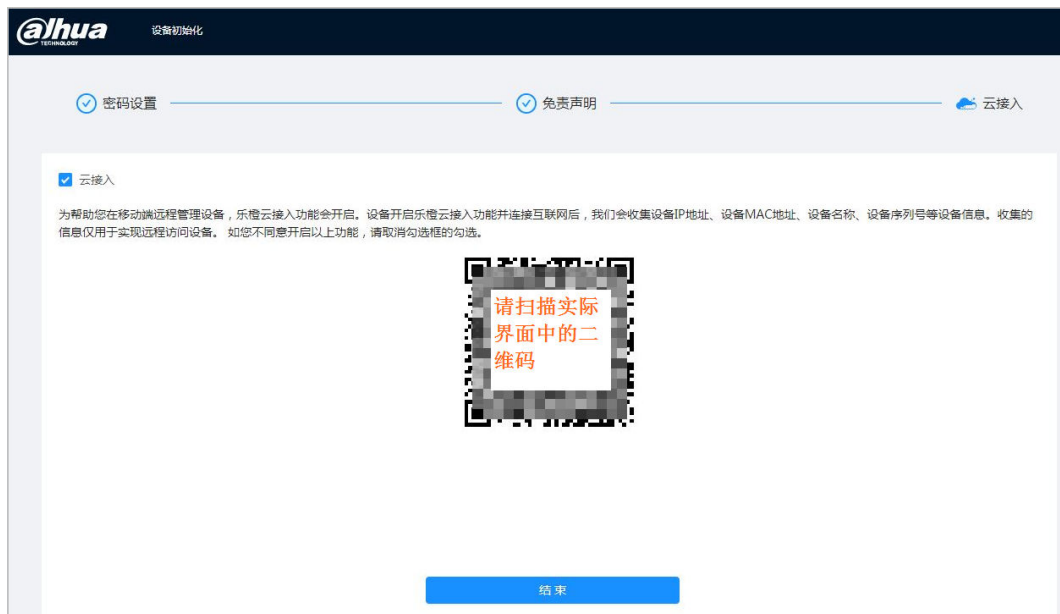 alhua
TECHNOLOGY
设备初始化
密码设置
免责声明
云接入
云接入
为帮助您在移动端远程管理设备，乐橙云接入功能会开启。设备开启乐橙云接入功能并连接互联网后，我们会收集设备IP地址、设备MAC地址、设备名称、设备序列号等设备信息。收集的
信息仅用于实现远程访问设备。 如您不同意开启以上功能，请取消勾选框的勾选。
请扫描实际
界面中的二
维码
结束